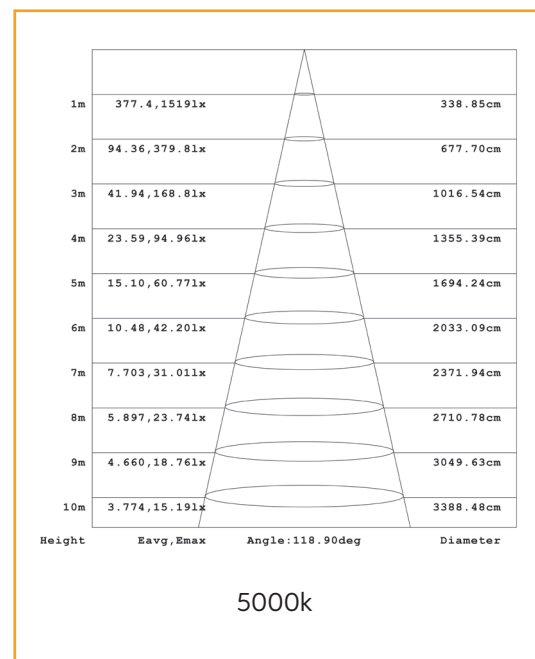 1m 377.4,1519lx 338.85cm
2m 94.36,379.8lx 677.70cm
3m 41.94,168.8lx 1016.54cm
4m 23.59,94.96lx 1355.39cm
5m 15.10,60.77lx 1694.24cm
6m 10.48,42.20lx 2033.09cm
7m 7.703,31.01lx 2371.94cm
8m 5.897,23.74lx 2710.78cm
9m 4.660,18.76lx 3049.63cm
10m 3.774,15.19lx 3388.48cm
Height Eavg,Emax Angle:118.90deg Diameter
5000k